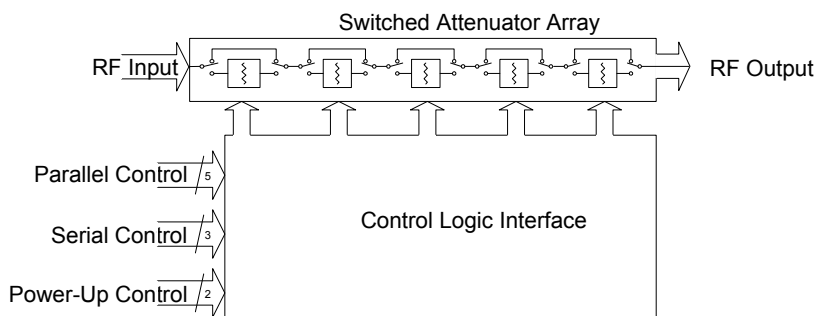 Switched Attenuator Array
RF Input
RF Output
Parallel Control
5
Control Logic Interface
Serial Control
3
Power-Up Control
2